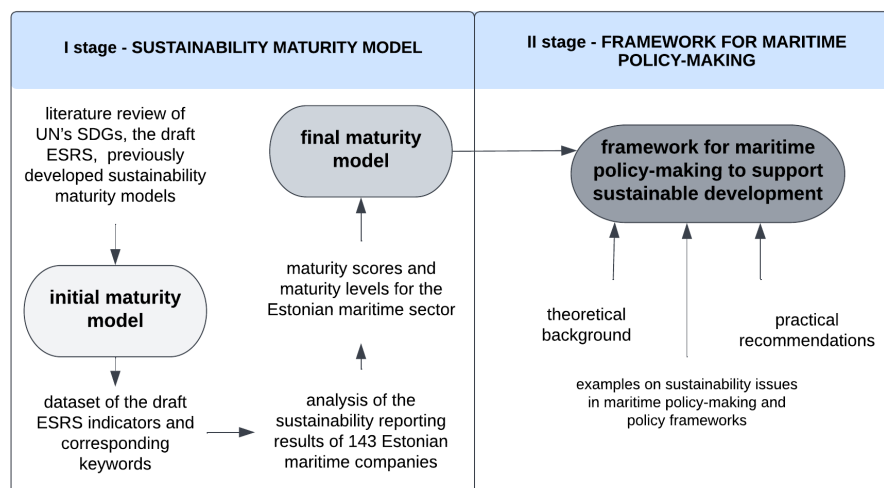 I stage - SUSTAINABILITY MATURITY MODEL
literature review of
UN's SDGs, the draft
ESRS, previously
developed sustainability
maturity models
initial maturity
model
dataset of the draft
ESRS indicators and
corresponding
keywords
analysis of the
sustainability reporting
results of 143 Estonian
maritime companies
maturity scores and
maturity levels for the
Estonian maritime sector
final maturity
model
II stage - FRAMEWORK FOR MARITIME
POLICY-MAKING
framework for maritime
policy-making to support
sustainable development
theoretical
background
examples on sustainability issues
in maritime policy-making and
policy frameworks
practical
recommendations